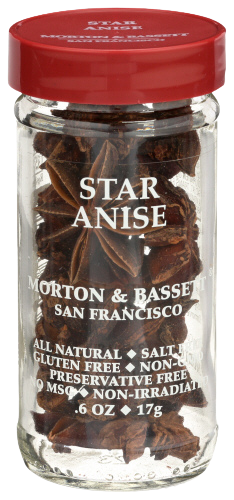 STAR
ANISE
MORTON & BASSETT
SAN FRANCISCO
STAR
ANISE
MORTON & BASSETT
SAN FRANCISCO
ALL NATURAL ◆ SALT
GLUTEN FREE ◆ NON-G
PRESERVATIVE FREE
O MSG ◆ NON-IRRADIAT
.6 OZ ◆ 17g